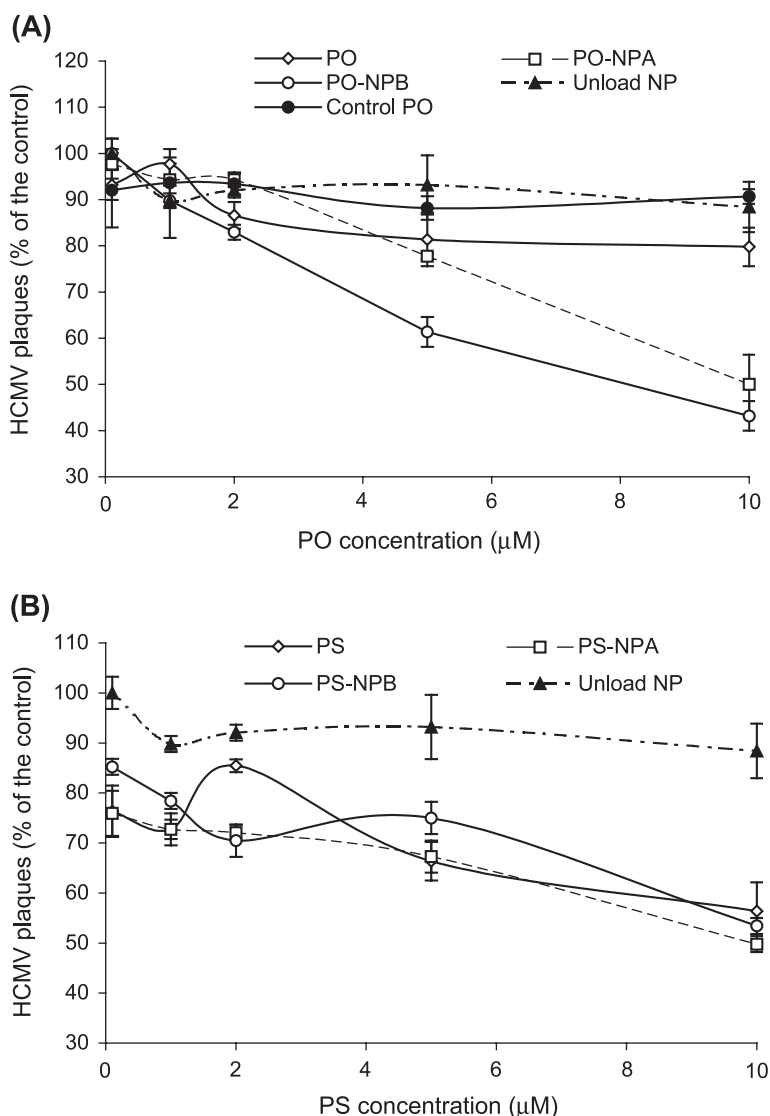 (A)
PO
PO-NPA
PO-NPB
Unload NP
Control PO
HCMV plaques (% of the control)
120
110
100
90
80
70
60
50
40
30
0
2
4
6
8
10
PO concentration (μM)
(B)
PS
PS-NPA
PS-NPB
Unload NP
HCMV plaques (% of the control)
110
100
90
80
70
60
50
40
30
0
2
4
6
8
10
PS concentration (μM)